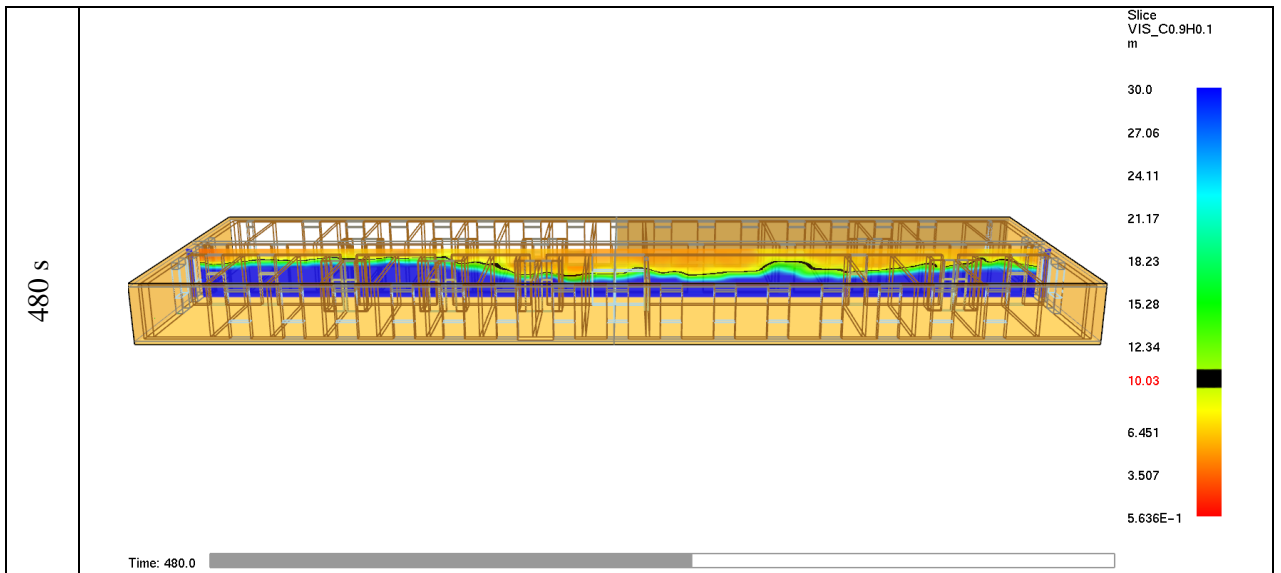 480 s
Slice
VIS_C0.9H0.1
m
30.0
27.06
24.11
21.17
18.23
15.28
12.34
10.03
6.451
3.507
5.636E-1
Time: 480.0